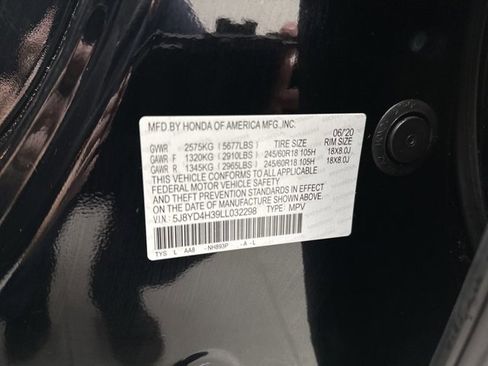 MFD.BY HONDA OF AMERICA MFG.,INC.
06/'20
GWWR 2575KG (5677LBS) TIRE SIZE RIM SIZE
GAWR F 1320KG (2910LBS) 245/60R18 105H 18X8.0J
GAWR R 1345KG (2965LBS) 245/60R18 105H 18X8.0J
THIS VEHICLE CONFORMS TO ALL APPLICABLE
FEDERAL MOTOR VEHICLE SAFETY
AND THEFT PREVENTION STANDARDS IN EFFECT
ON THE DATE OF MANUFACTURE SHOWN ABOVE.
V.I.N: 5J8YD4H39LL032298 TYPE: MPV
TYS L AA8 -NH893P -A-L